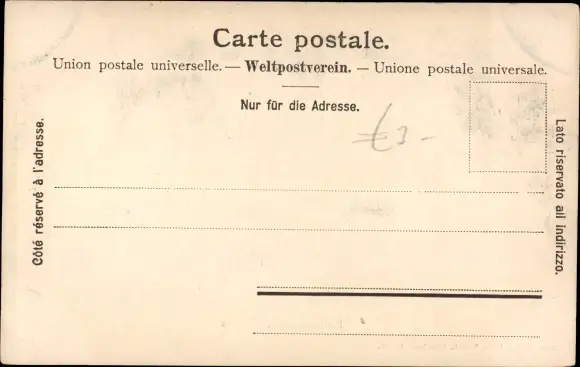 Carte postale.
Union postale universelle. — Weltpostverein. — Unione postale universale.
Nur für die Adresse.
€ 3 -
Côté réservé à l'adresse.
Lato riservato all indirizzo.